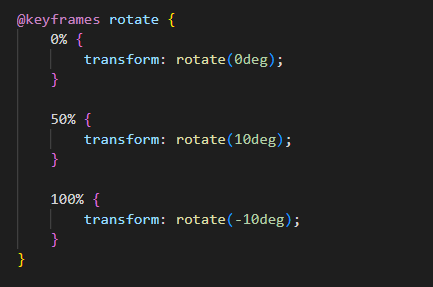 @keyframes rotate {
0% {
transform: rotate(0deg);
}
50% {
transform: rotate(10deg);
}
100% {
transform: rotate(-10deg);
}
}